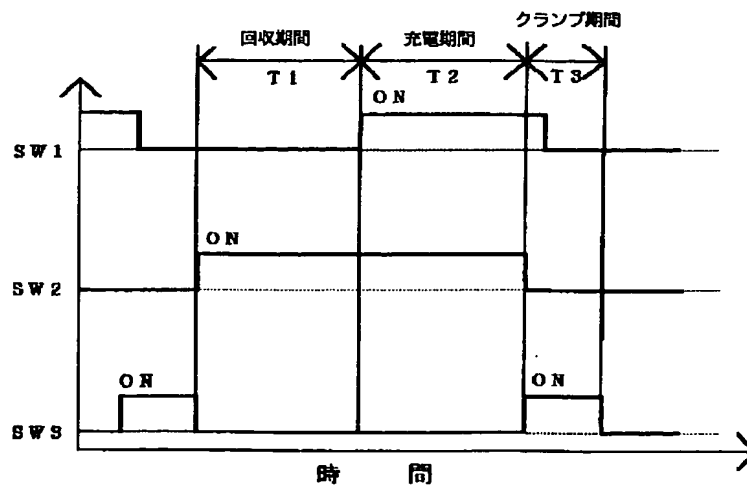 クランプ期間
回収期間 充電期間
T1 T2 T3
ON
SW1
ON
SW2
ON ON
SW3
時 間